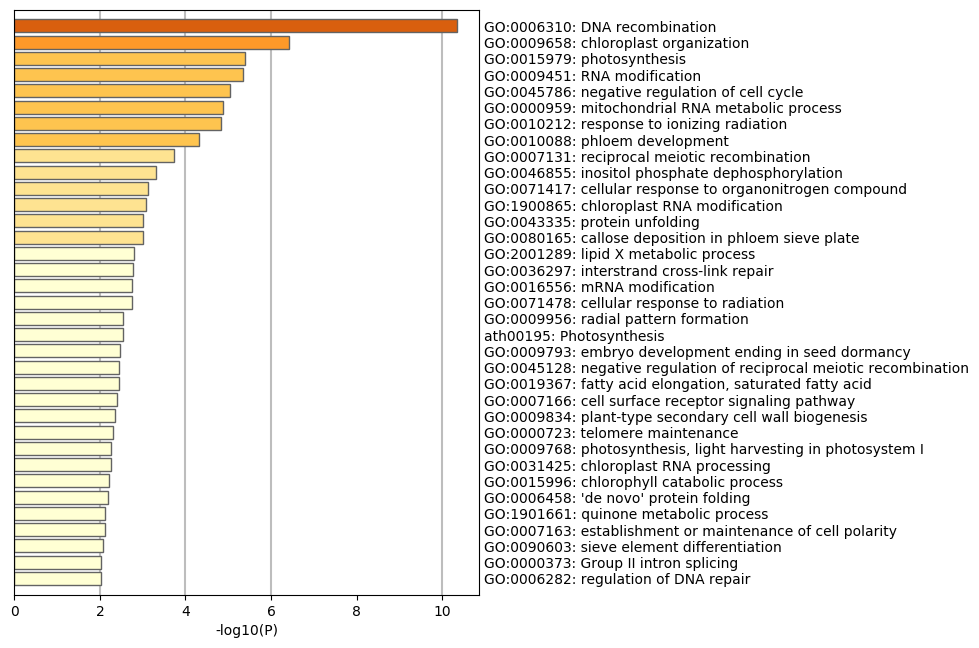 GO:0006310: DNA recombination
GO:0009658: chloroplast organization
GO:0015979: photosynthesis
GO:0009451: RNA modification
GO:0045786: negative regulation of cell cycle
GO:0000959: mitochondrial RNA metabolic process
GO:0010212: response to ionizing radiation
GO:0010088: phloem development
GO:0007131: reciprocal meiotic recombination
GO:0046855: inositol phosphate dephosphorylation
GO:0071417: cellular response to organonitrogen compound
GO:1900865: chloroplast RNA modification
GO:0043335: protein unfolding
GO:0080165: callose deposition in phloem sieve plate
GO:2001289: lipid X metabolic process
GO:0036297: interstrand cross-link repair
GO:0016556: mRNA modification
GO:0071478: cellular response to radiation
GO:0009956: radial pattern formation
ath00195: Photosynthesis
GO:0009793: embryo development ending in seed dormancy
GO:0045128: negative regulation of reciprocal meiotic recombination
GO:0019367: fatty acid elongation, saturated fatty acid
GO:0007166: cell surface receptor signaling pathway
GO:0009834: plant-type secondary cell wall biogenesis
GO:0000723: telomere maintenance
GO:0009768: photosynthesis, light harvesting in photosystem I
GO:0031425: chloroplast RNA processing
GO:0015996: chlorophyll catabolic process
GO:0006458: 'de novo' protein folding
GO:1901661: quinone metabolic process
GO:0007163: establishment or maintenance of cell polarity
GO:0090603: sieve element differentiation
GO:0000373: Group II intron splicing
GO:0006282: regulation of DNA repair
0 2 4 6 8 10
-log10(P)